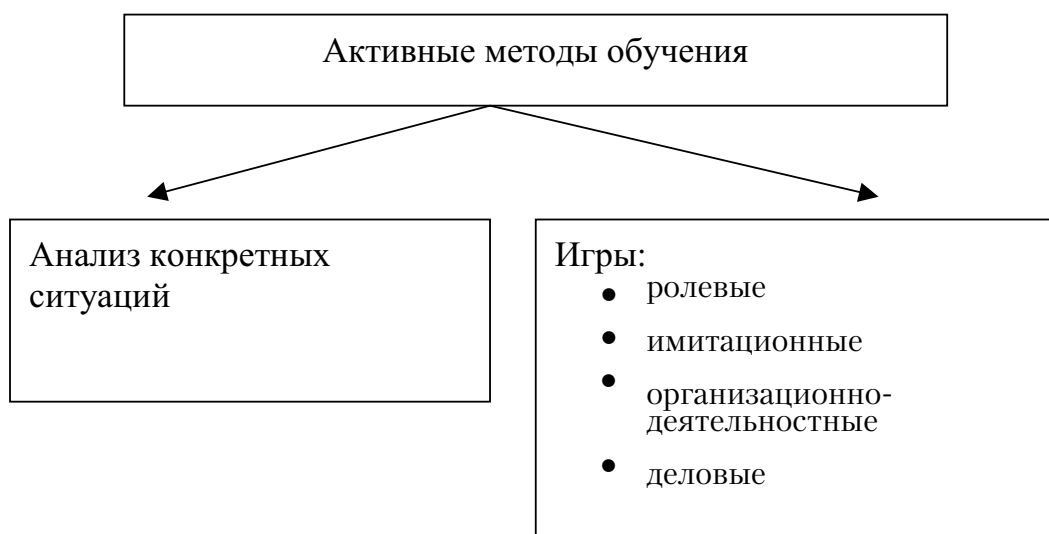 Активные методы обучения
Анализ конкретных
ситуаций
Игры:
• ролевые
• имитационные
• организационно-
деятельностные
• деловые